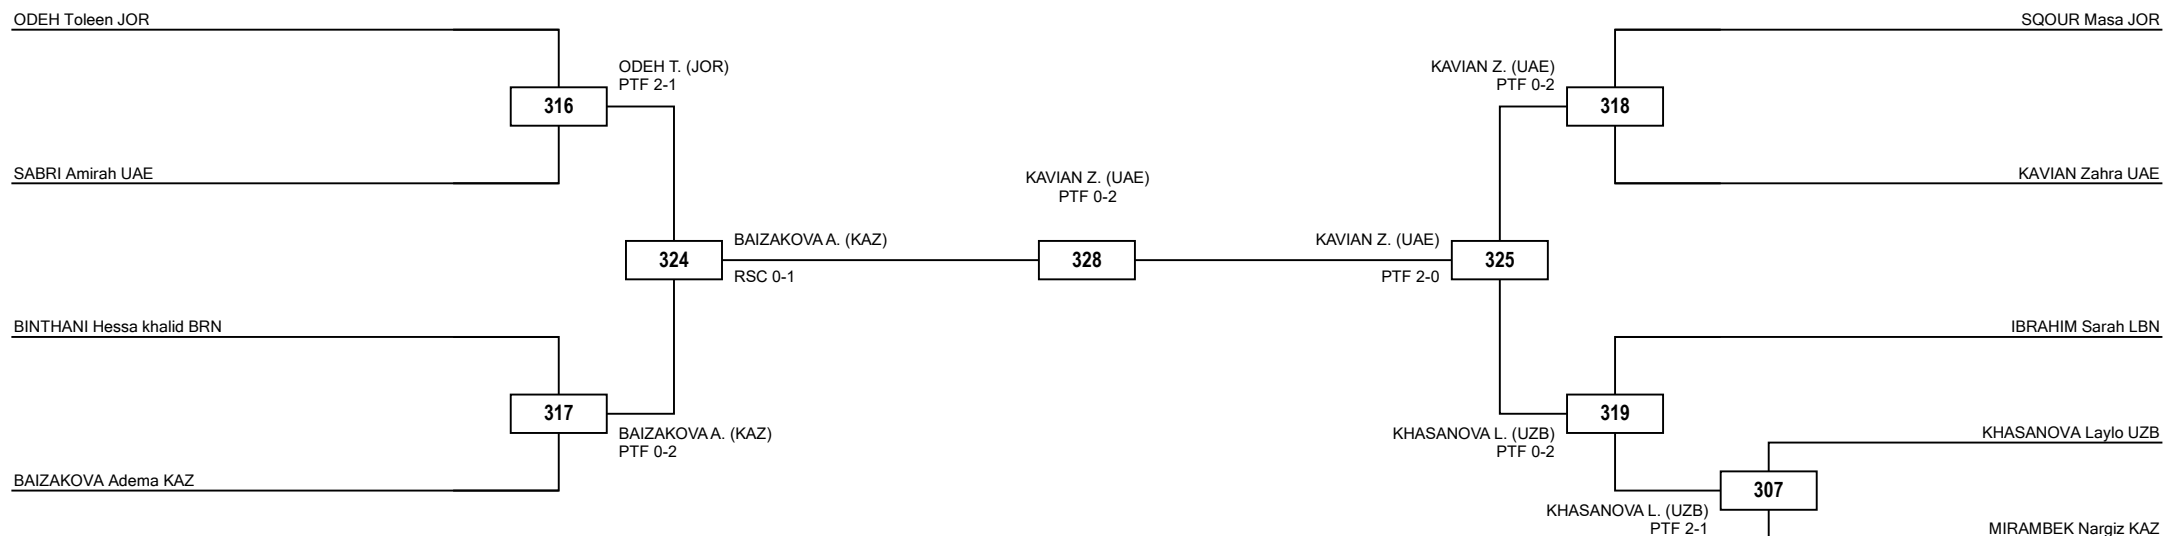 ODEH Toleen JOR
SQOUR Masa JOR
ODEH T. (JOR)
PTF 2-1
KAVIAN Z. (UAE)
PTF 0-2
316
318
SABRI Amirah UAE
KAVIAN Zahra UAE
KAVIAN Z. (UAE)
PTF 0-2
BAIZAKOVA A. (KAZ)
KAVIAN Z. (UAE)
324
328
325
RSC 0-1
PTF 2-0
BINTHANI Hessa khalid BRN
IBRAHIM Sarah LBN
317
319
BAIZAKOVA A. (KAZ)
PTF 0-2
KHASANOVA L. (UZB)
PTF 0-2
KHASANOVA Laylo UZB
BAIZAKOVA Adema KAZ
307
KHASANOVA L. (UZB)
PTF 2-1
MIRAMBEK Nargiz KAZ